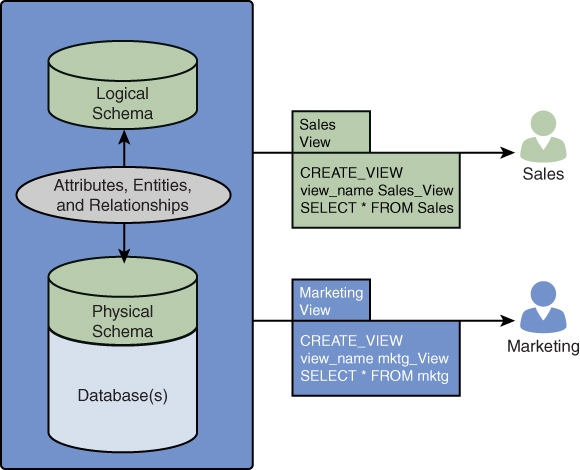 Logical
Schema
Attributes, Entities,
and Relationships
Physical
Schema
Database(s)
Sales
View
CREATE_VIEW
view_name Sales_View
SELECT * FROM Sales
Sales
Marketing
View
CREATE_VIEW
view_name mktg_View
SELECT * FROM mktg
Marketing